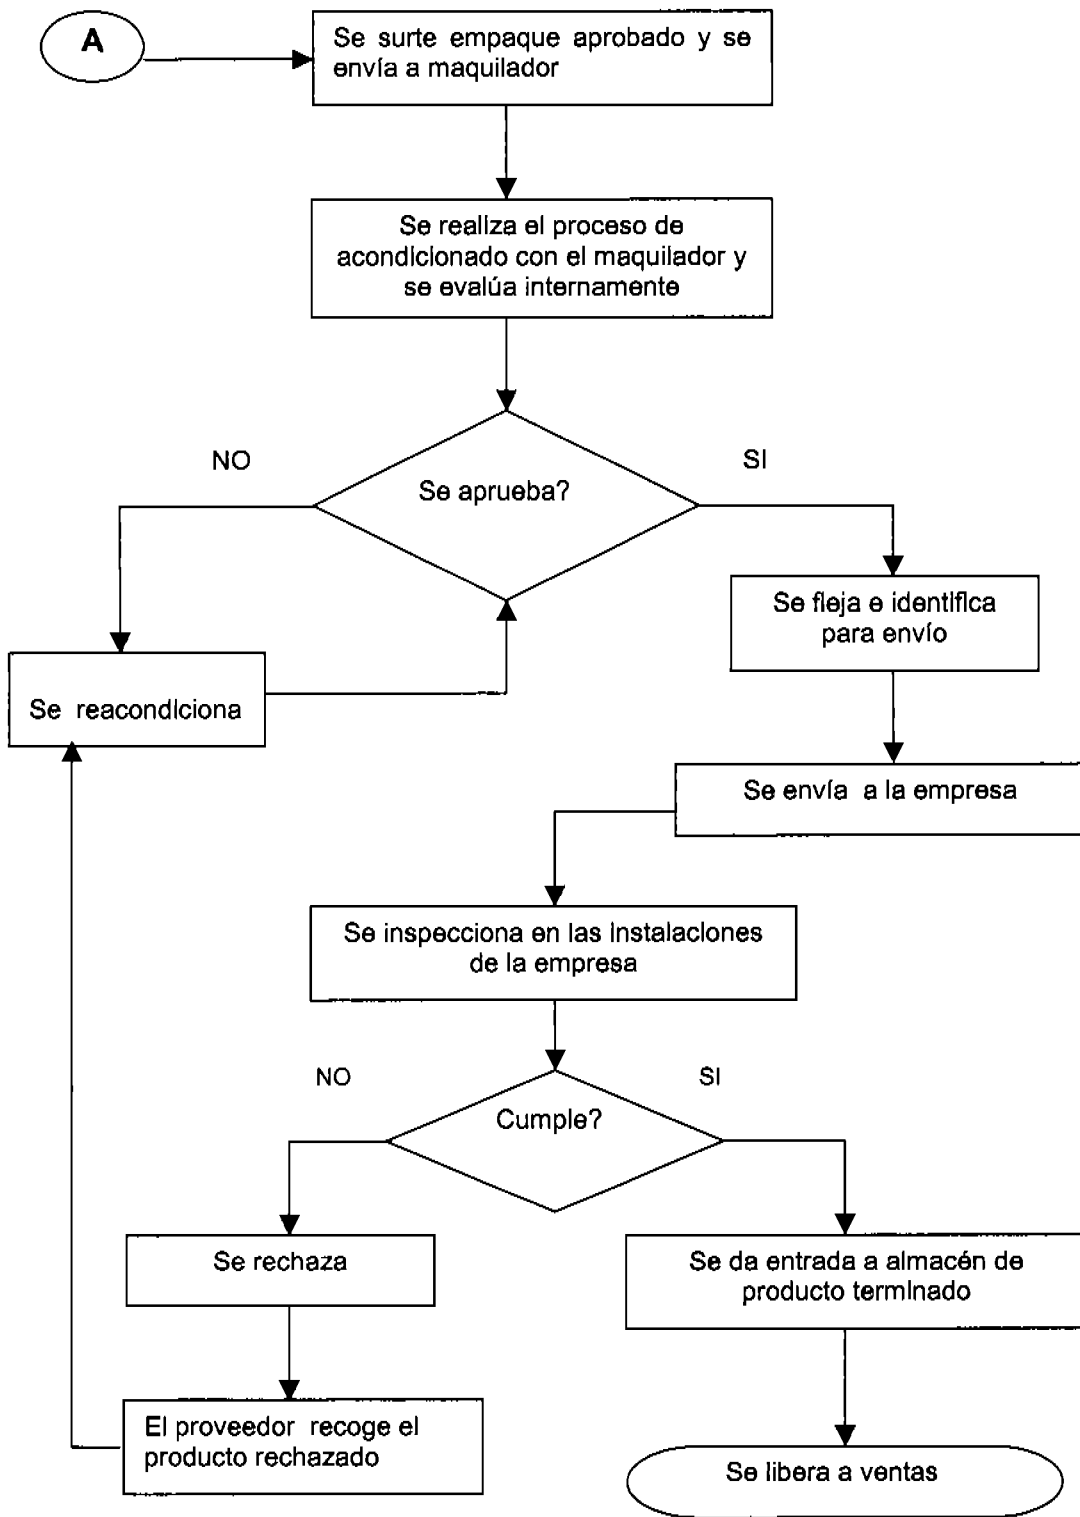 A
Se surte empaque aprobado y se
envía a maquilador
Se realiza el proceso de
acondicionado con el maquilador y
se evalúa internamente
NO
SI
Se aprueba?
Se fleja e identifica
para envío
Se reacondiciona
Se envía a la empresa
Se inspecciona en las instalaciones
de la empresa
NO
SI
Cumple?
Se rechaza
Se da entrada a almacén de
producto terminado
El proveedor recoge el
producto rechazado
Se libera a ventas